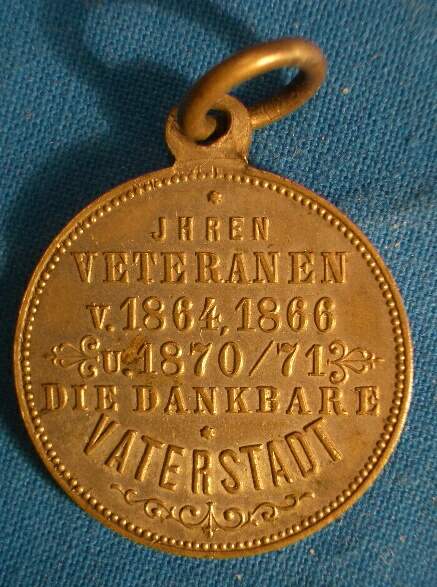 JHREN
VETERANEN
v. 1864, 1866
u. 1870/71
DIE DANKBARE
VATERSTADT